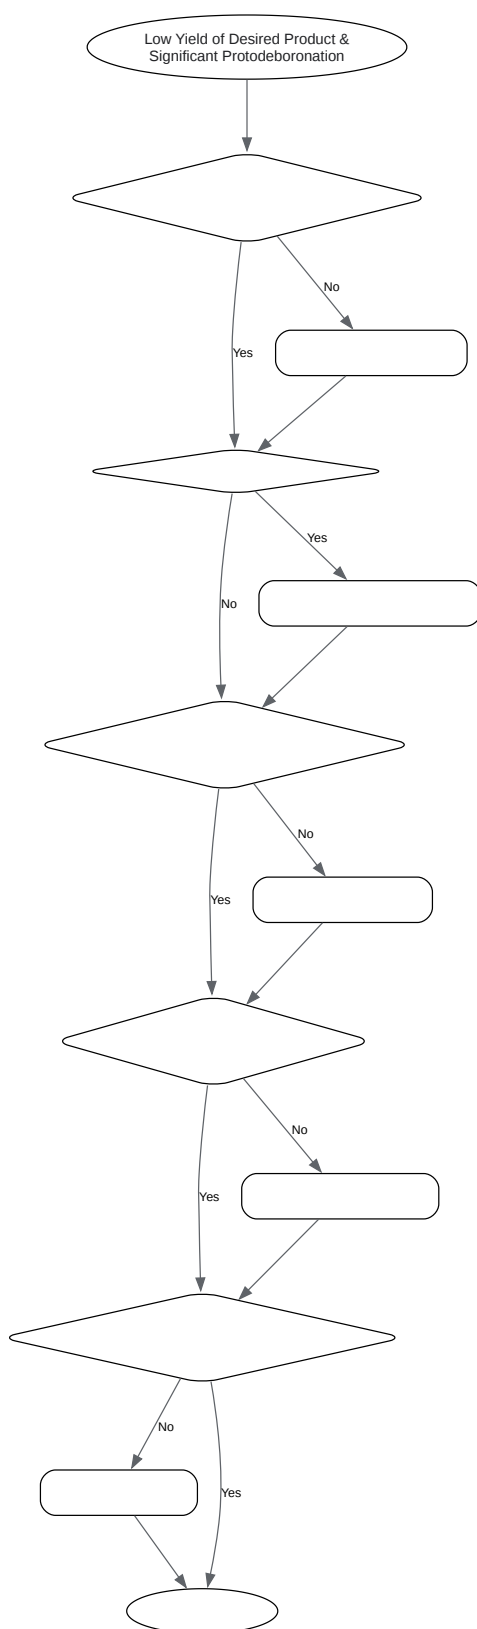 Low Yield of Desired Product &
Significant Protodeboronation
No
Yes
Yes
No
No
Yes
No
Yes
No
Yes